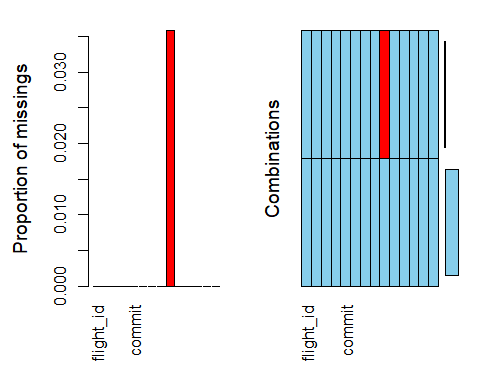 Proportion of missings
0.000
0.010
0.020
0.030
flight_id
commit
Combinations
flight_id
commit